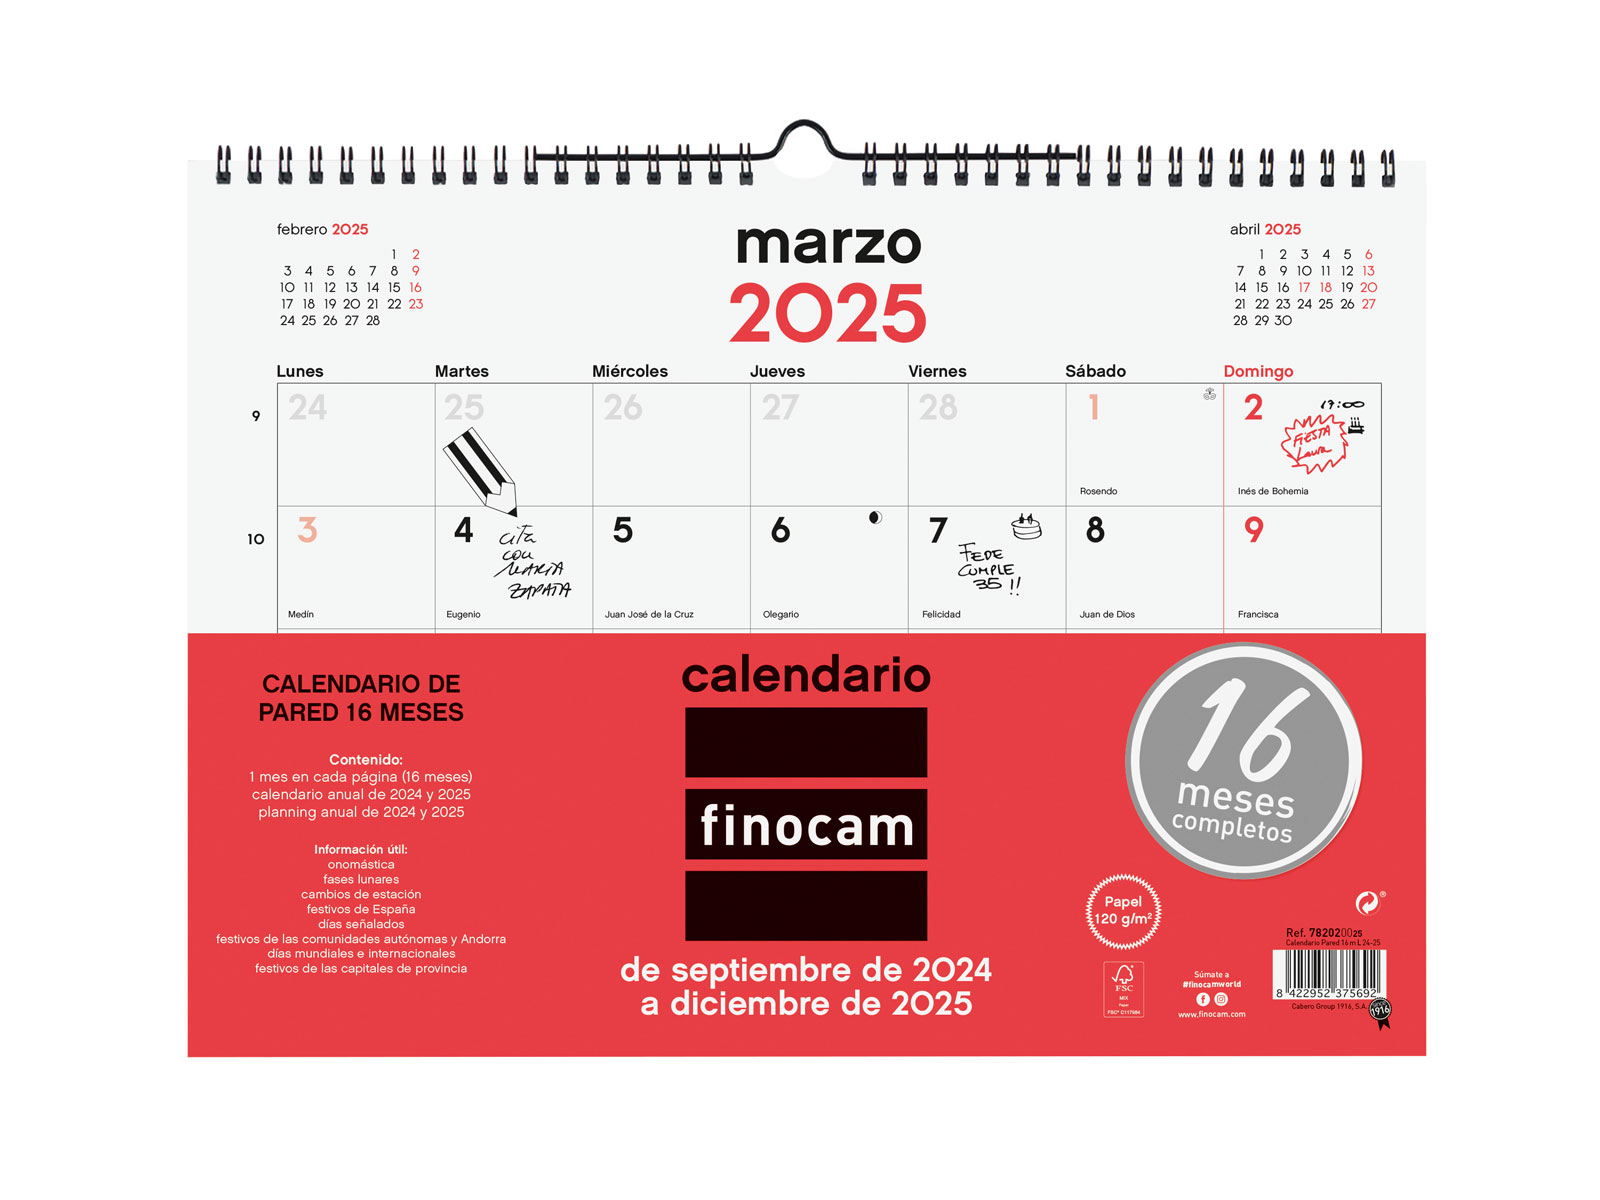 febrero 2025
1 2
3 4 5 6 7 8 9
10 11 12 13 14 15 16
17 18 19 20 21 22 23
24 25 26 27 28
marzo
2025
abril 2025
1 2 3 4 5 6
7 8 9 10 11 12 13
14 15 16 17 18 19 20
21 22 23 24 25 26 27
28 29 30
Lunes Martes Miércoles Jueves Viernes Sábado Domingo
9 24 25 26 27 28 1 2
17:00
FIESTA
Laura
Rosendo Inés de Bohemia
10 3 4 5 6 7 8 9
CITA
CON
MARIA
ZAPATA
FEDE
CUMPLE
35 !!
Medín Eugenio Juan José de la Cruz Olegario Felicidad Juan de Dios Francisca
CALENDARIO DE
PARED 16 MESES
Contenido:
1 mes en cada página (16 meses)
calendario anual de 2024 y 2025
planning anual de 2024 y 2025
Información útil:
onomástica
fases lunares
cambios de estación
festivos de España
días señalados
festivos de las comunidades autónomas y Andorra
días mundiales e internacionales
festivos de las capitales de provincia
calendario
finocam
de septiembre de 2024
a diciembre de 2025
16
meses
completos
Papel
120 g/m²
FSC
MIX
Papel
FSC® C117984
Súmate a
#finocamworld
www.finocam.com
Ref. 782020025
Calendario Pared 16 m L 24-25
8 422952 375692
Cabero Group 1916, S.A.
1916